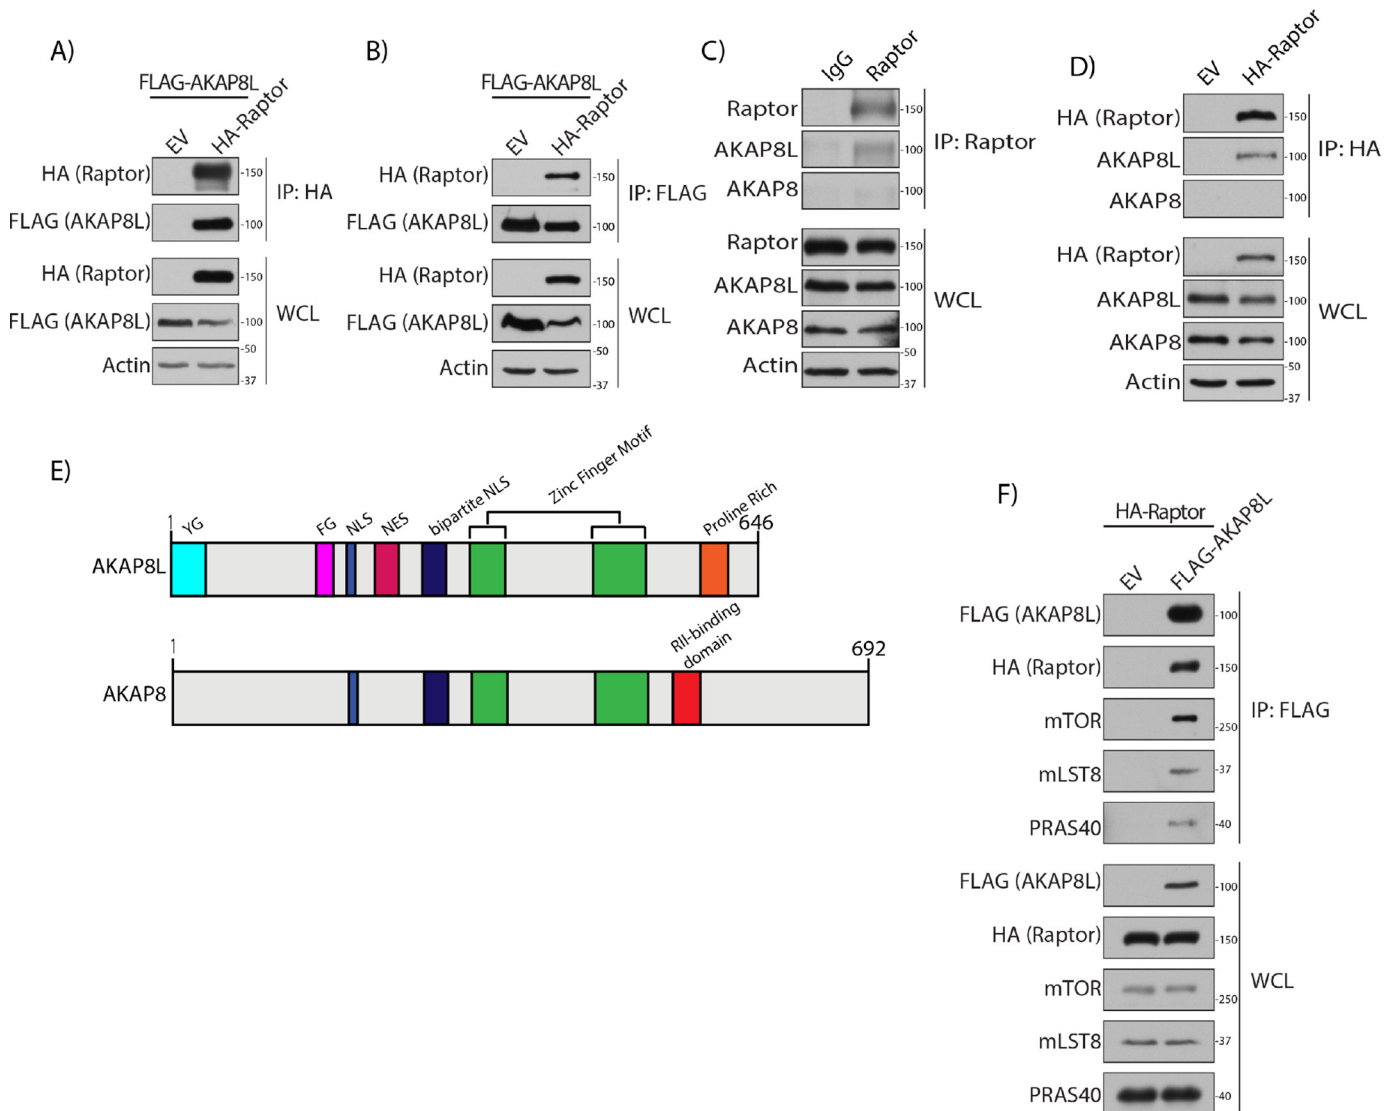 A)
FLAG-AKAP8L
EV
HA-Raptor
HA (Raptor)
-150
IP: HA
FLAG (AKAP8L)
-100
HA (Raptor)
-150
WCL
FLAG (AKAP8L)
-100
-50
Actin
-37
B)
FLAG-AKAP8L
EV
HA-Raptor
HA (Raptor)
-150
IP: FLAG
FLAG (AKAP8L)
-100
HA (Raptor)
-150
WCL
FLAG (AKAP8L)
-100
-50
Actin
-37
C)
IgG
Raptor
Raptor
-150
IP: Raptor
AKAP8L
-100
AKAP8
-100
Raptor
-150
AKAP8L
-100
WCL
AKAP8
-100
-50
Actin
-37
D)
EV
HA-Raptor
HA (Raptor)
-150
IP: HA
AKAP8L
-100
AKAP8
-100
HA (Raptor)
-150
AKAP8L
-100
WCL
AKAP8
-100
-50
Actin
-37
E)
Zinc Finger Motif
1
YG
FG
NLS
NES
bipartite NLS
Proline Rich
646
AKAP8L
RII-binding
domain
1
692
AKAP8
F)
HA-Raptor
EV
FLAG-AKAP8L
FLAG (AKAP8L)
-100
HA (Raptor)
-150
IP: FLAG
mTOR
-250
mLST8
-37
PRAS40
-40
FLAG (AKAP8L)
-100
HA (Raptor)
-150
WCL
mTOR
-250
mLST8
-37
PRAS40
-40